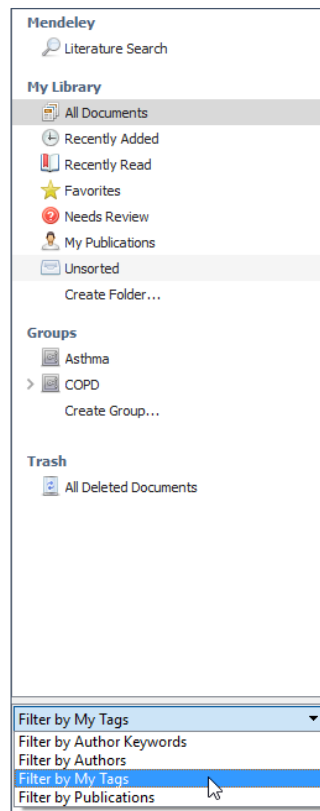 Mendeley
Literature Search
My Library
All Documents
Recently Added
Recently Read
Favorites
Needs Review
My Publications
Unsorted
Create Folder...
Groups
Asthma
COPD
Create Group...
Trash
All Deleted Documents
Filter by My Tags
Filter by Author Keywords
Filter by Authors
Filter by My Tags
Filter by Publications